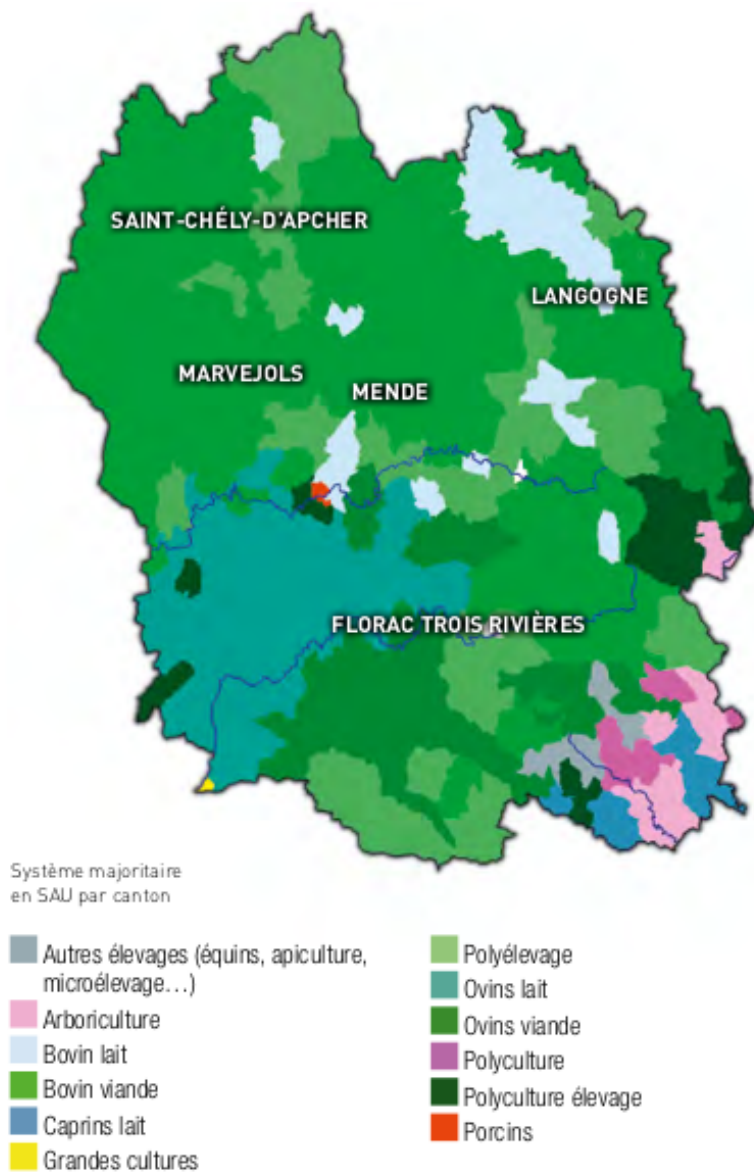 SAINT-CHÉLY-D'APCHER
LANGOGNE
MARVEJOLS
MENDE
FLORAC TROIS RIVIÈRES
Système majoritaire
en SAU par canton
Autres élevages (équins, apiculture,
microélevage...)
Arboriculture
Bovin lait
Bovin viande
Caprins lait
Grandes cultures
Polyélevage
Ovins lait
Ovins viande
Polyculture
Polyculture élevage
Porcins